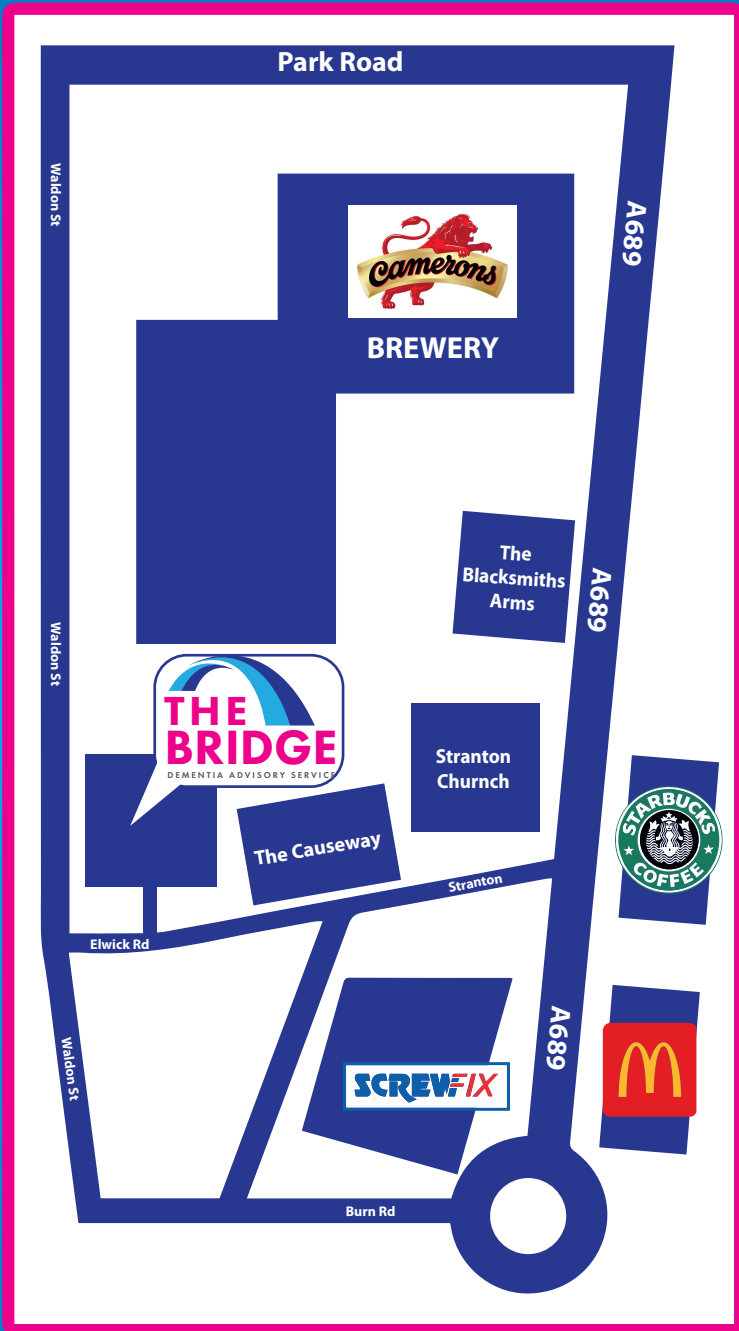 Park Road
Waldon St
A689
Camerons
BREWERY
The
Blacksmiths
Arms
A689
Waldon St
THE
BRIDGE
DEMENTIA ADVISORY SERVICE
Stranton
Churnch
STARBUCKS
COFFEE
The Causeway
Stranton
Elwick Rd
A689
Waldon St
SCREWFIX
Burn Rd